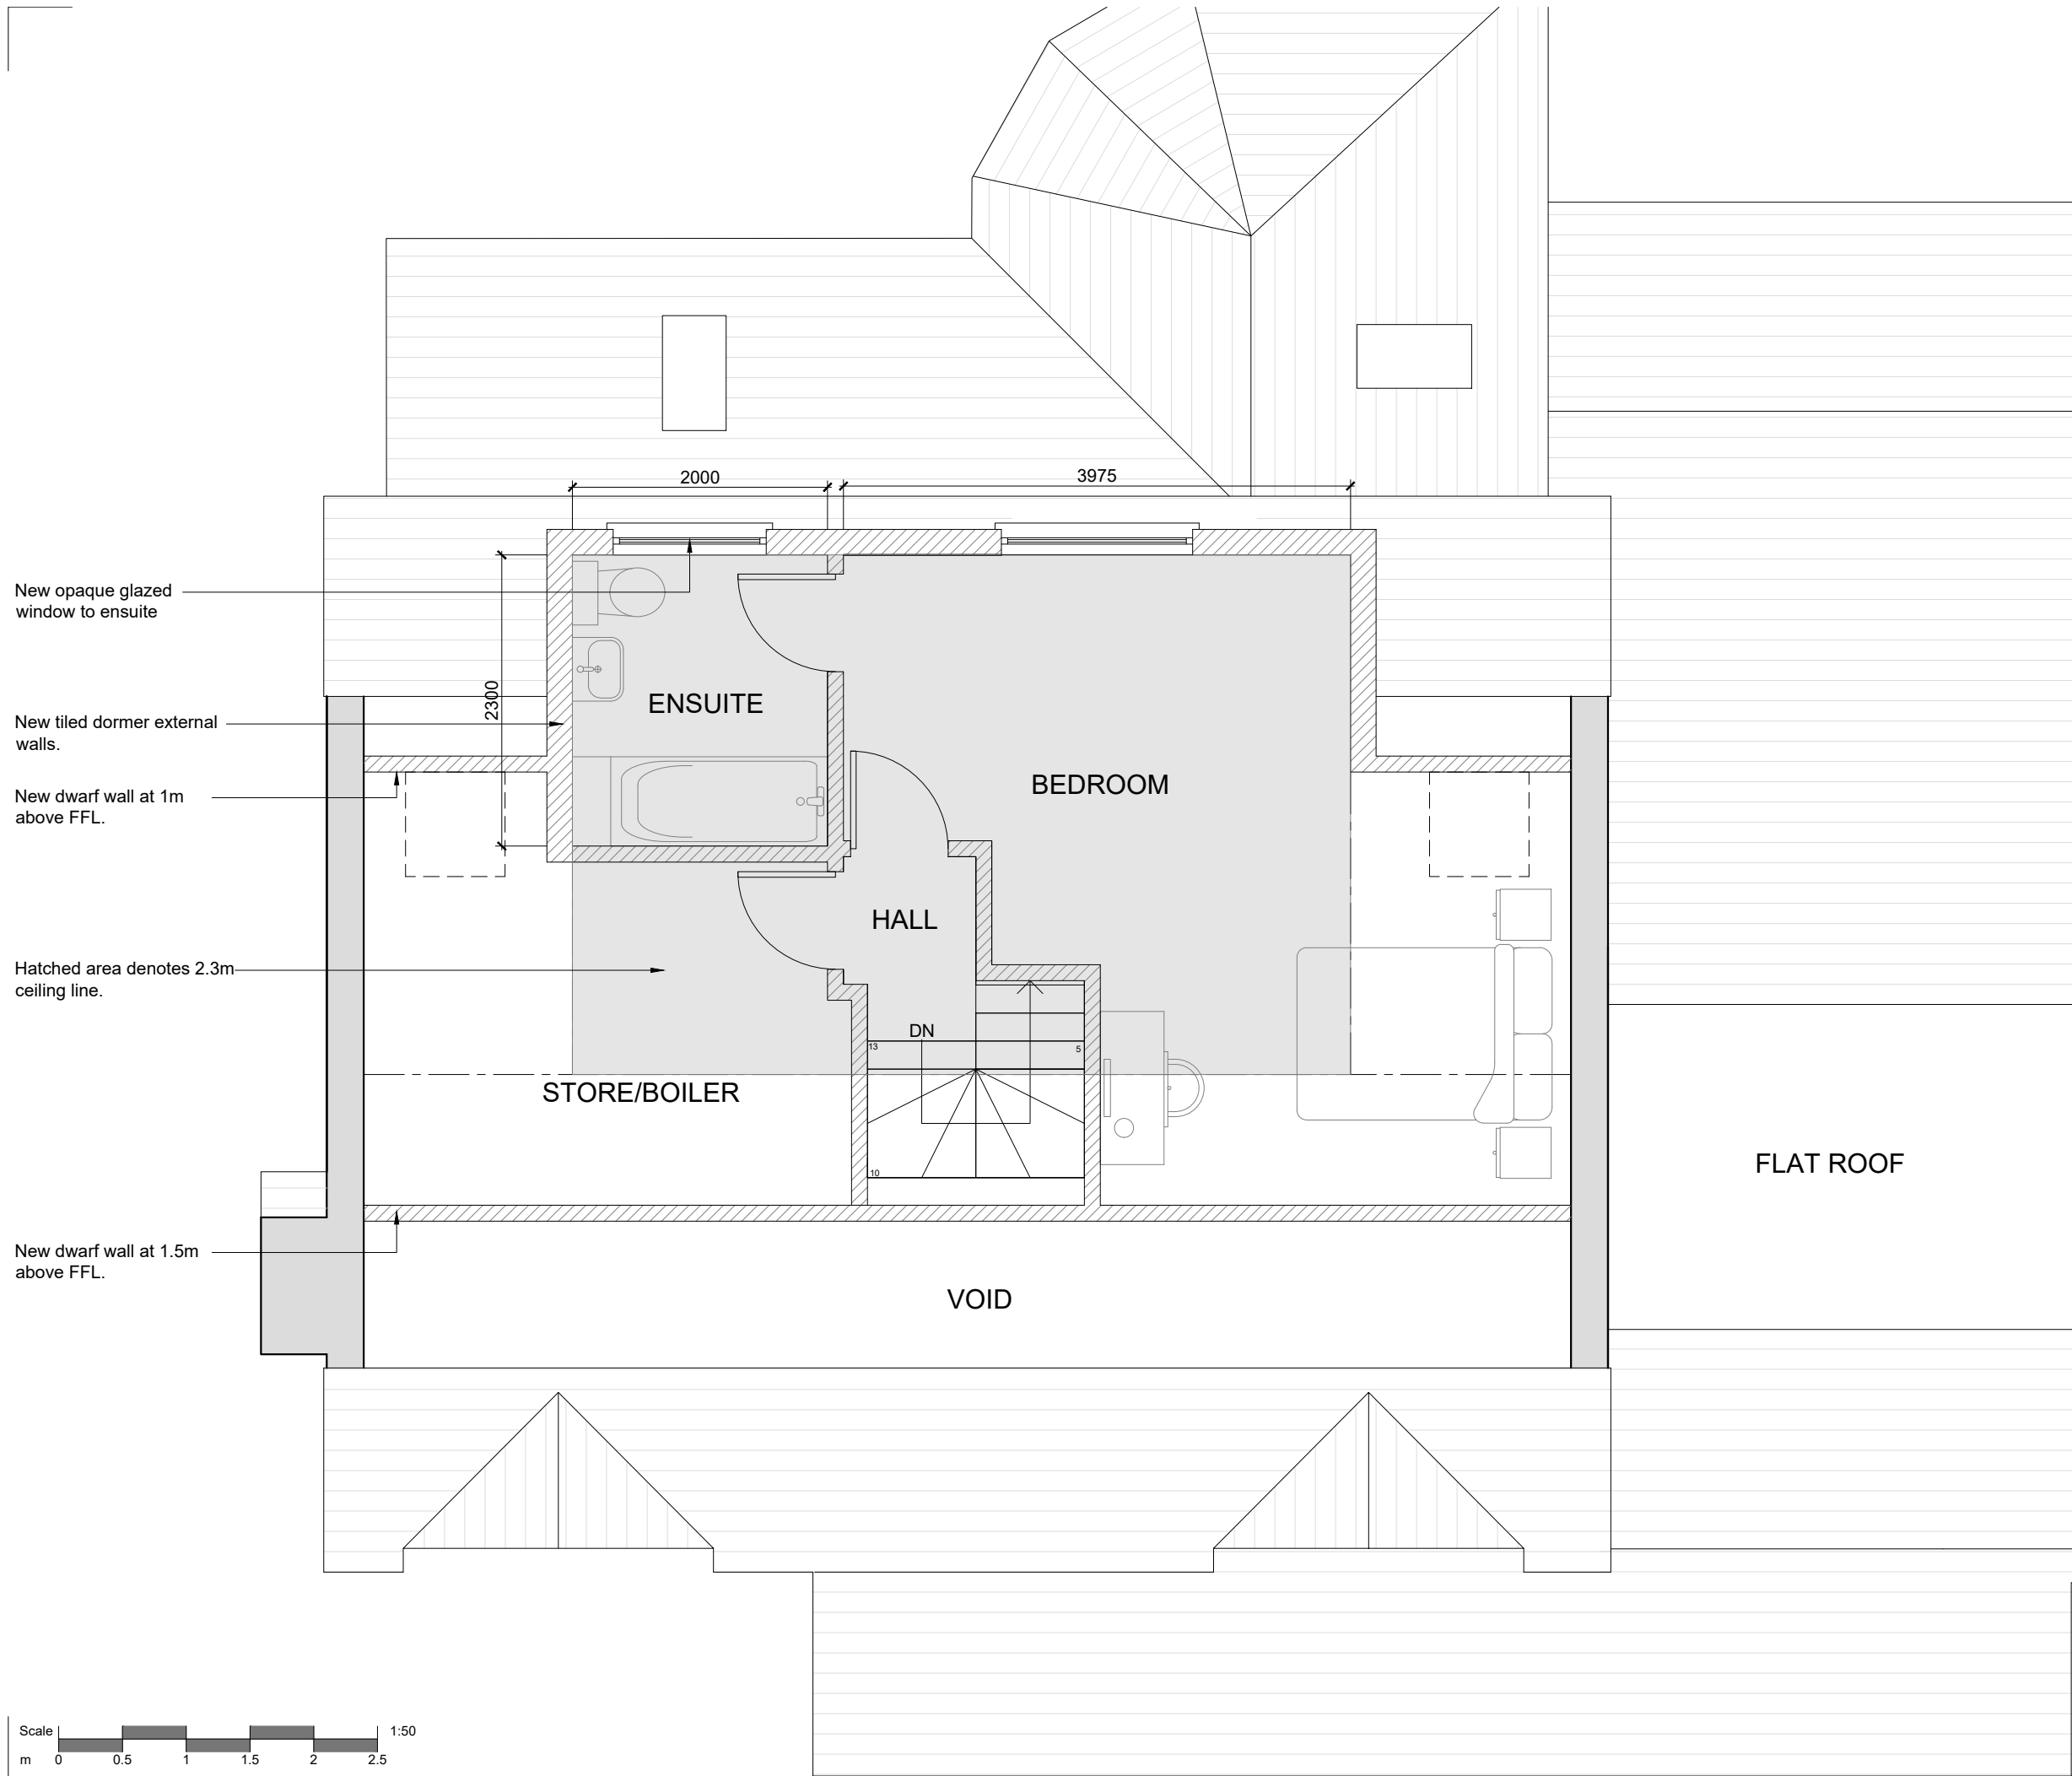 2000
3975
New opaque glazed
window to ensuite
2300
ENSUITE
New tiled dormer external
walls.
BEDROOM
New dwarf wall at 1m
above FFL.
HALL
Hatched area denotes 2.3m
ceiling line.
DN
13
5
STORE/BOILER
FLAT ROOF
10
New dwarf wall at 1.5m
above FFL.
VOID
Scale
1:50
m 0 0.5 1 1.5 2 2.5